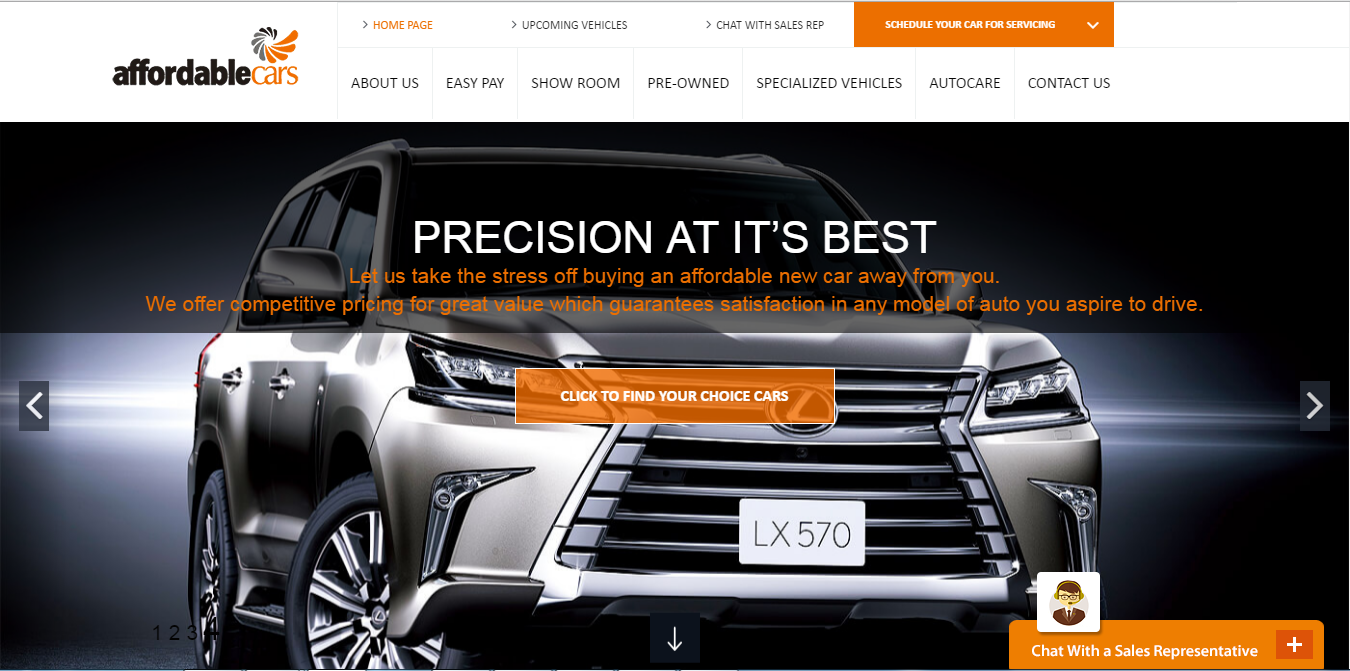 affordablecars
HOME PAGE
UPCOMING VEHICLES
CHAT WITH SALES REP
SCHEDULE YOUR CAR FOR SERVICING
ABOUT US
EASY PAY
SHOW ROOM
PRE-OWNED
SPECIALIZED VEHICLES
AUTOCARE
CONTACT US
PRECISION AT IT’S BEST
Let us take the stress off buying an affordable new car away from you.
We offer competitive pricing for great value which guarantees satisfaction in any model of auto you aspire to drive.
CLICK TO FIND YOUR CHOICE CARS
LX 570
1 2 3 4
Chat With a Sales Representative